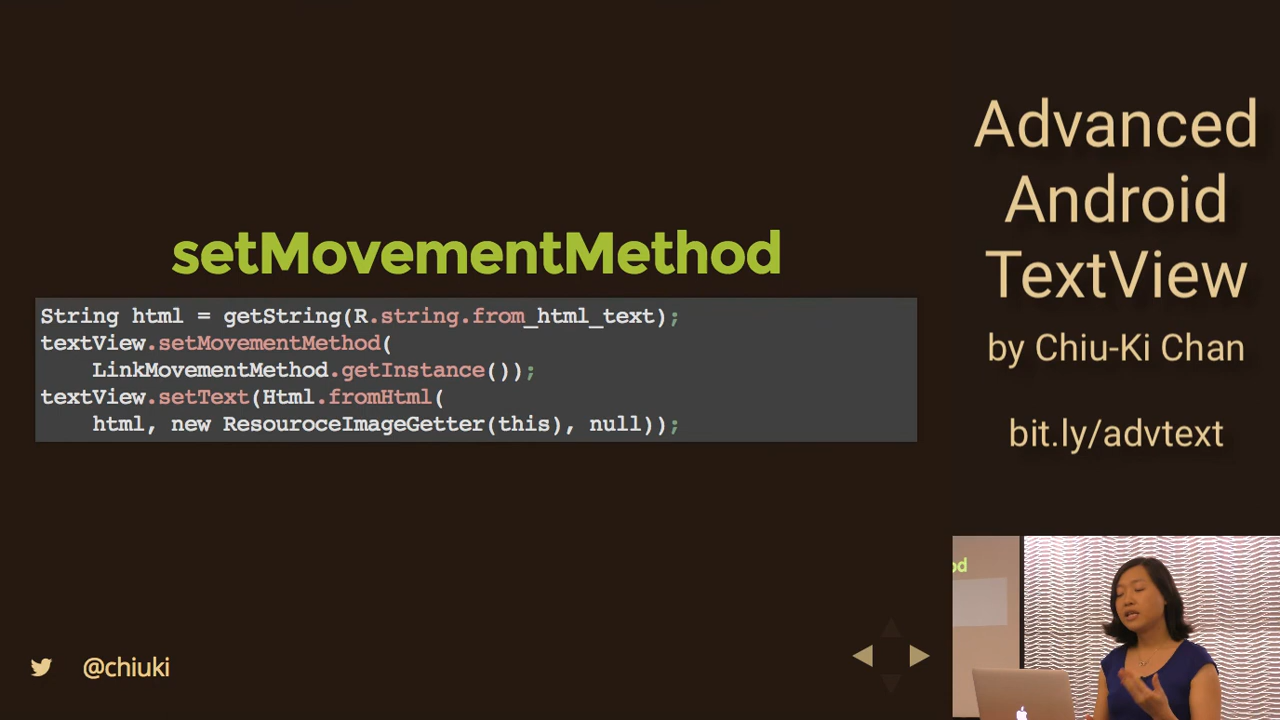 setMovementMethod
String html = getString(R.string.from_html_text);
textView.setMovementMethod(
LinkMovementMethod.getInstance());
textView.setText(Html.fromHtml(
html, new ResouroceImageGetter(this), null));
@chiuki
Advanced
Android
TextView
by Chiu-Ki Chan
bit.ly/advtext
od